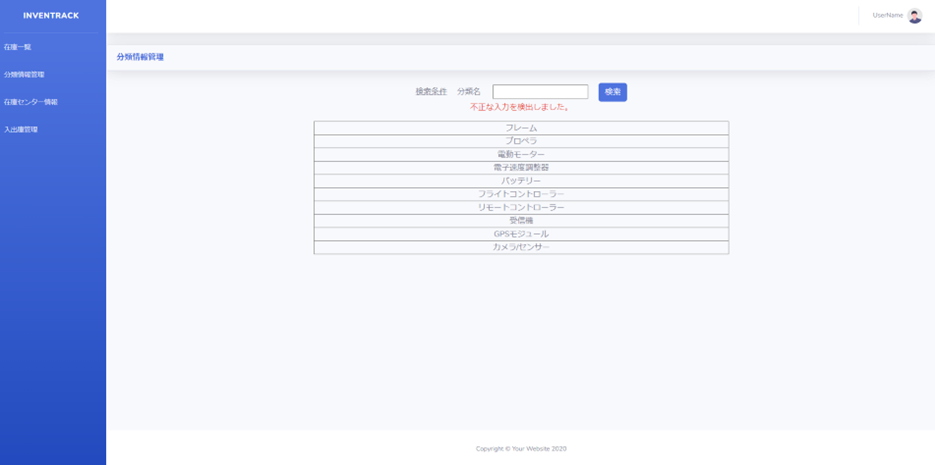 INVENTRACK
UserName
在庫一覧
分類情報管理
在庫センター情報
入出庫管理
分類情報管理
検索条件 分類名 検索
不正な入力を検出しました。
フレーム
プロペラ
電動モーター
電子速度調整器
バッテリー
フライトコントローラー
リモートコントローラー
受信機
GPSモジュール
カメラ/センサー
Copyright © Your Website 2020